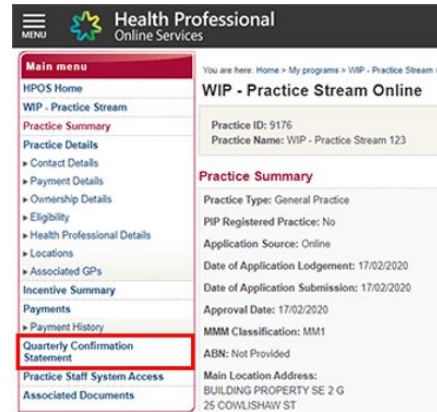 MENU
Health Professional
Online Services
Main menu
HPOS Home
WIP - Practice Stream
Practice Summary
Practice Details
▸ Contact Details
▸ Payment Details
▸ Ownership Details
▸ Eligibility
▸ Health Professional Details
▸ Locations
▸ Associated GPs
Incentive Summary
Payments
▸ Payment History
Quarterly Confirmation
Statement
Practice Staff System Access
Associated Documents
You are here: Home > My programs > WIP - Practice Stream
WIP - Practice Stream Online
Practice ID: 9176
Practice Name: WIP - Practice Stream 123
Practice Summary
Practice Type: General Practice
PIP Registered Practice: No
Application Source: Online
Date of Application Lodgement: 17/02/2020
Date of Application Submission: 17/02/2020
Approval Date: 17/02/2020
MMM Classification: MM1
ABN: Not Provided
Main Location Address:
BUILDING PROPERTY SE 2 G
25 COWLISHAW ST